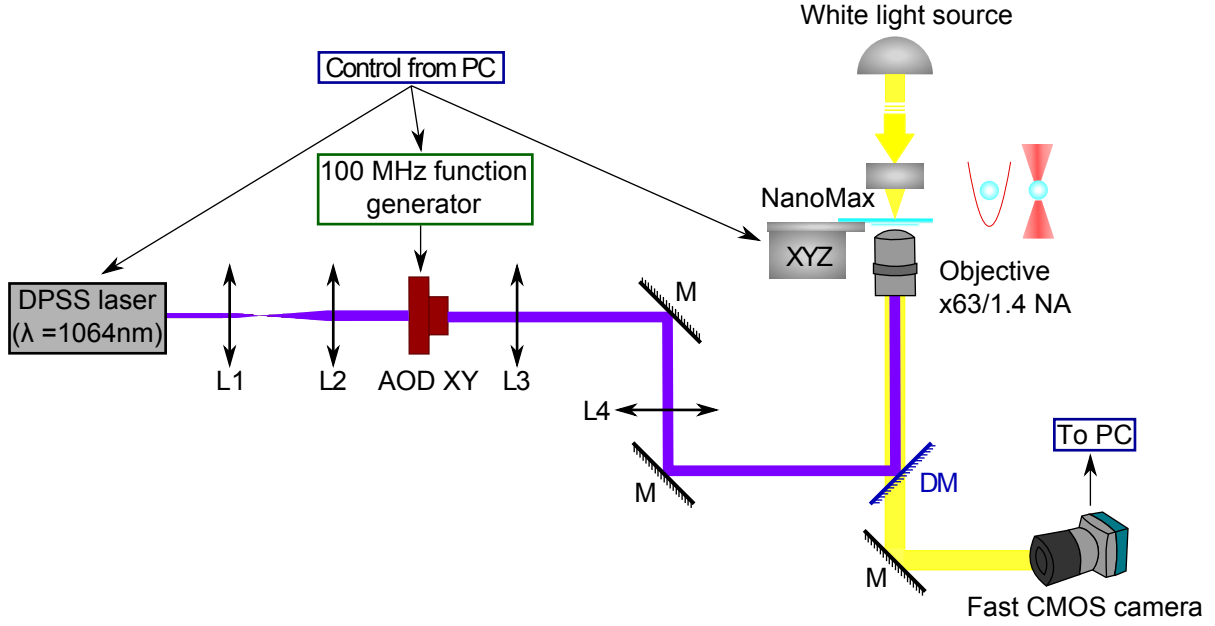 White light source
Control from PC
100 MHz function
generator
NanoMax
XYZ
Objective
x63/1.4 NA
DPSS laser
(λ =1064nm)
M
L1
L2
AOD XY
L3
L4
To PC
M
DM
M
Fast CMOS camera